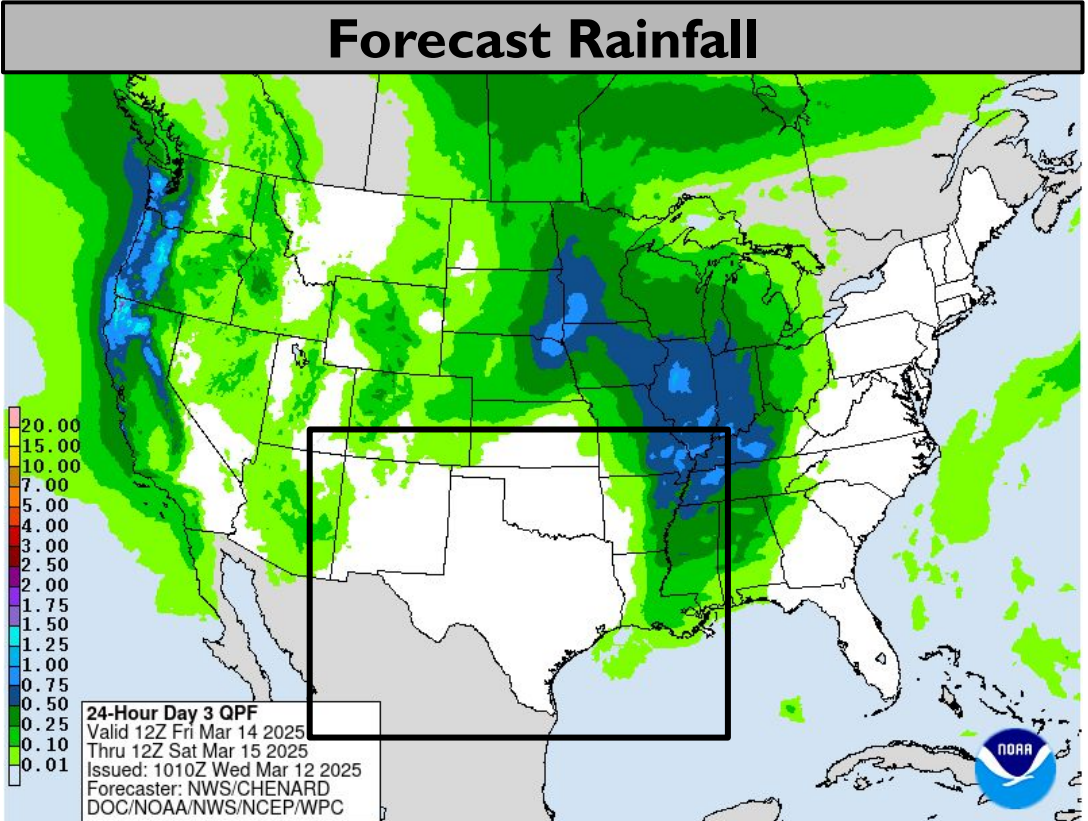 Forecast Rainfall
20.00
15.00
10.00
7.00
5.00
4.00
3.00
2.50
2.00
1.75
1.50
1.25
1.00
0.75
0.50
0.25
0.10
0.01
24-Hour Day 3 QPF
Valid 12Z Fri Mar 14 2025
Thru 12Z Sat Mar 15 2025
Issued: 1010Z Wed Mar 12 2025
Forecaster: NWS/CHENARD
DOC/NOAA/NWS/NCEP/WPC
NOAA